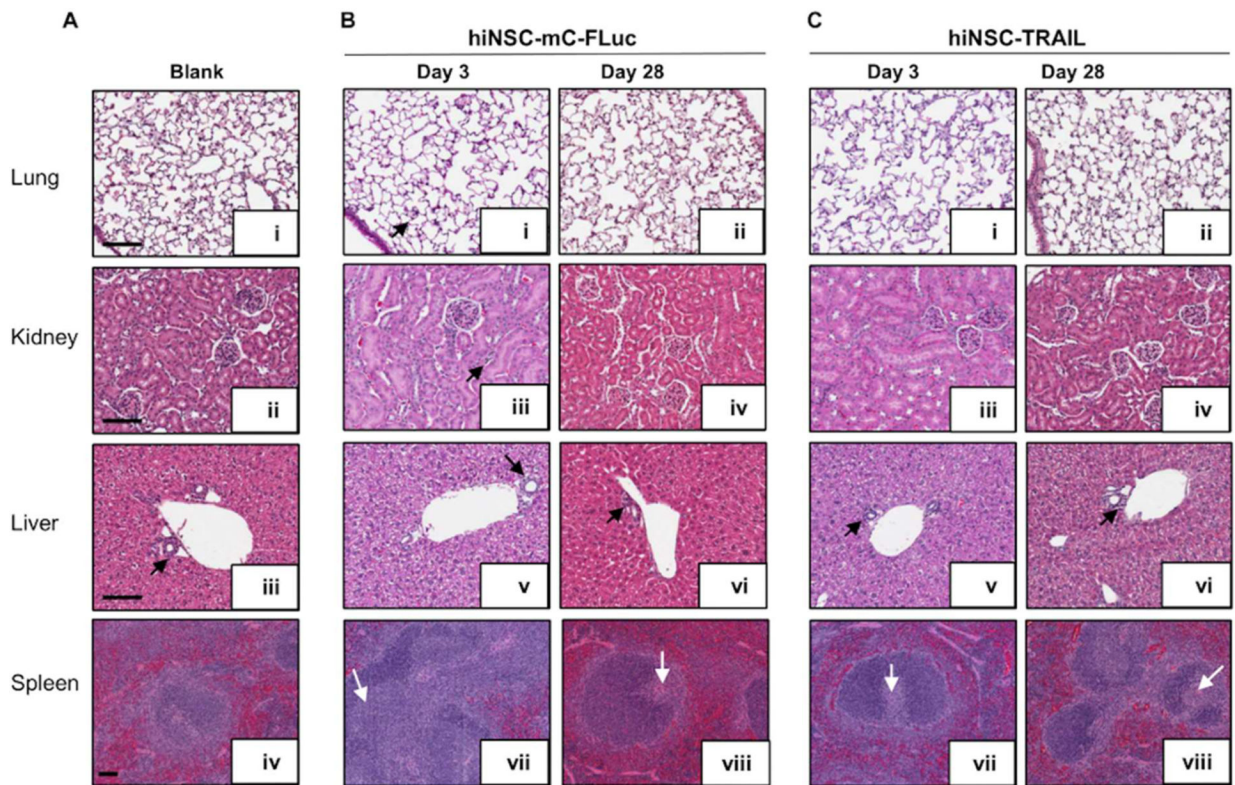 A B C
hiNSC-mC-FLuc hiNSC-TRAIL
Blank Day 3 Day 28 Day 3 Day 28
Lung i i ii i ii
Kidney ii iii iv iii iv
Liver iii v vi v vi
Spleen iv vii viii vii viii